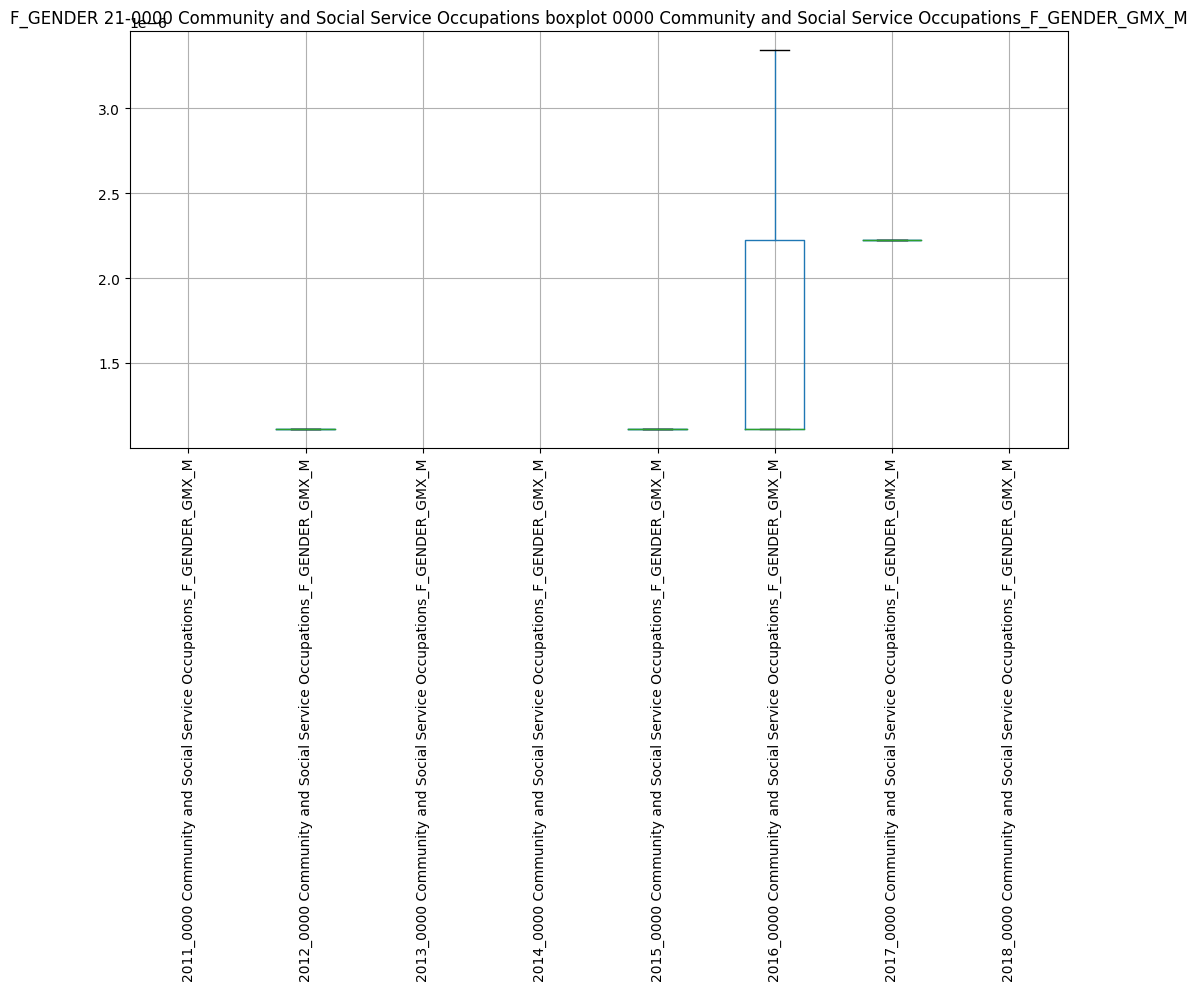 F_GENDER 21-0000 Community and Social Service Occupations boxplot 0000 Community and Social Service Occupations_F_GENDER_GMX_M
1e−6
3.0
2.5
2.0
1.5
2011_0000 Community and Social Service Occupations_F_GENDER_GMX_M
2012_0000 Community and Social Service Occupations_F_GENDER_GMX_M
2013_0000 Community and Social Service Occupations_F_GENDER_GMX_M
2014_0000 Community and Social Service Occupations_F_GENDER_GMX_M
2015_0000 Community and Social Service Occupations_F_GENDER_GMX_M
2016_0000 Community and Social Service Occupations_F_GENDER_GMX_M
2017_0000 Community and Social Service Occupations_F_GENDER_GMX_M
2018_0000 Community and Social Service Occupations_F_GENDER_GMX_M